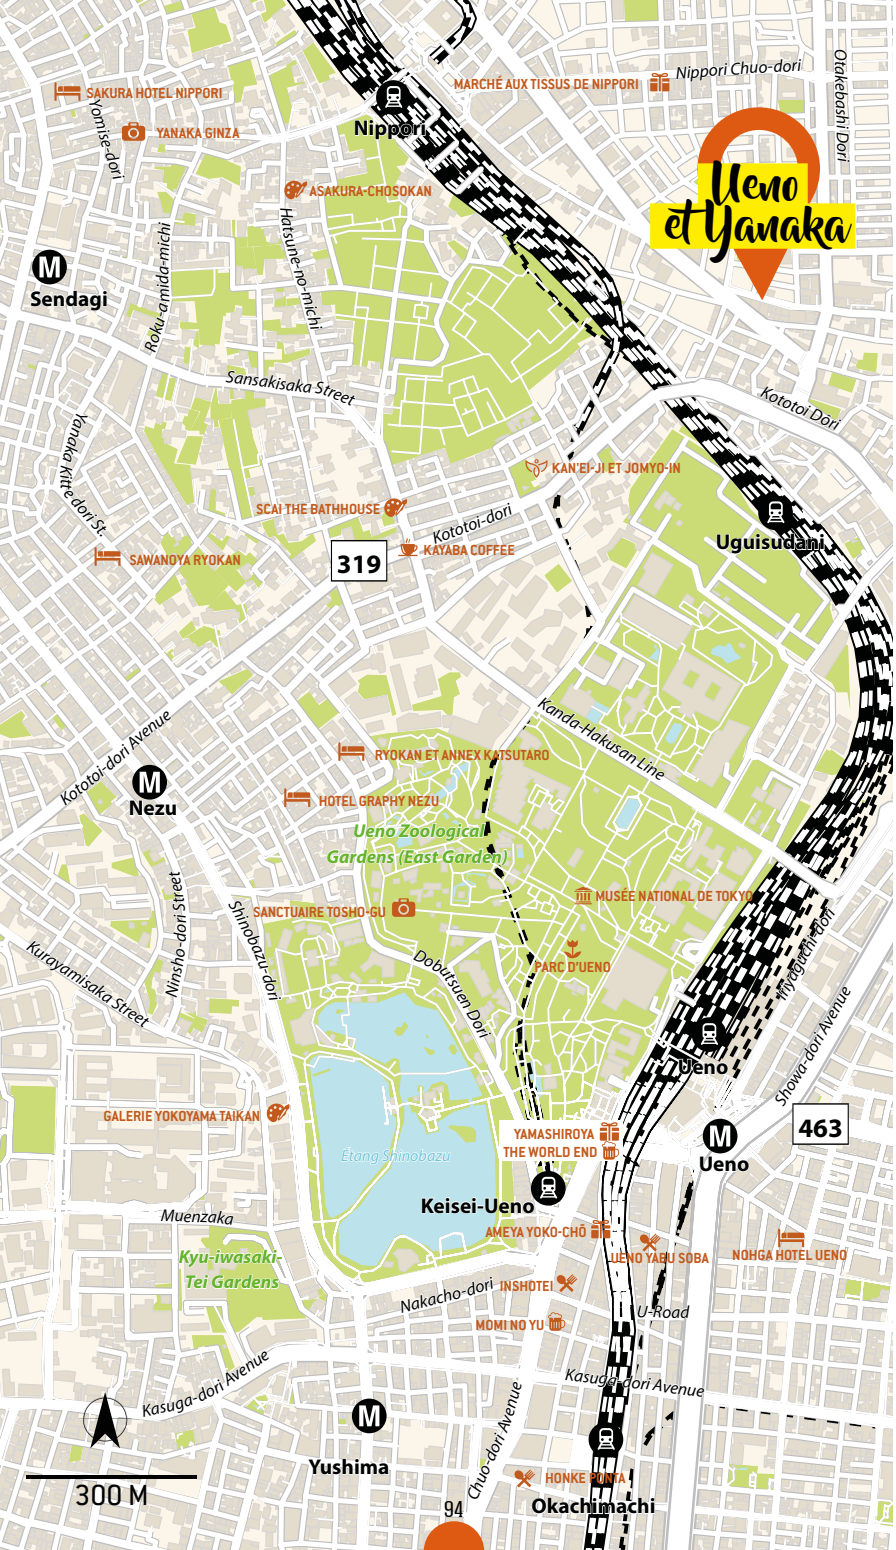 Nippori Chuo-dori
Otakebashi Dori
MARCHÉ AUX TISSUS DE NIPPORI
SAKURA HOTEL NIPPORI
Yomise-dori
YANAKA GINZA
Nippori
Ueno
et Yanaka
ASAKURA-CHOSOKAN
Hatsune-no-michi
Roku-amida-michi
M
Sendagi
Sansakisaka Street
Kototoi Dōri
Yanaka Kitte dori St.
KAN'EI-JI ET JOMYO-IN
SCAI THE BATHHOUSE
Kototoi-dori
Uguisudani
319
KAYABA COFFEE
SAWANOYA RYOKAN
Kanda-Hakusan Line
Kototoi-dori Avenue
RYOKAN ET ANNEX KATSUTARO
M
Nezu
HOTEL GRAPHY NEZU
Ueno Zoological
Gardens (East Garden)
Ninsho-dori Street
MUSÉE NATIONAL DE TOKYO
SANCTUAIRE TOSHO-GU
Shinobazu-dori
Iriyaguchi-dori
Kurayamisaka Street
Dobutsuen Dori
PARC D'UENO
Showa-dori Avenue
Ueno
GALERIE YOKOYAMA TAIKAN
463
YAMASHIROYA
THE WORLD END
M
Ueno
Étang Shinobazu
Keisei-Ueno
Muenzaka
AMEYA YOKO-CHŌ
UENO YABU SOBA
NOHGA HOTEL UENO
Kyu-iwasaki-
Tei Gardens
Nakacho-dori
INSHOTEI
U-Road
MOMI NO YU
Kasuga-dori Avenue
Kasuga-dori Avenue
M
Yushima
Chuo-dori Avenue
HONKE PONTA
Okachimachi
300 M
94